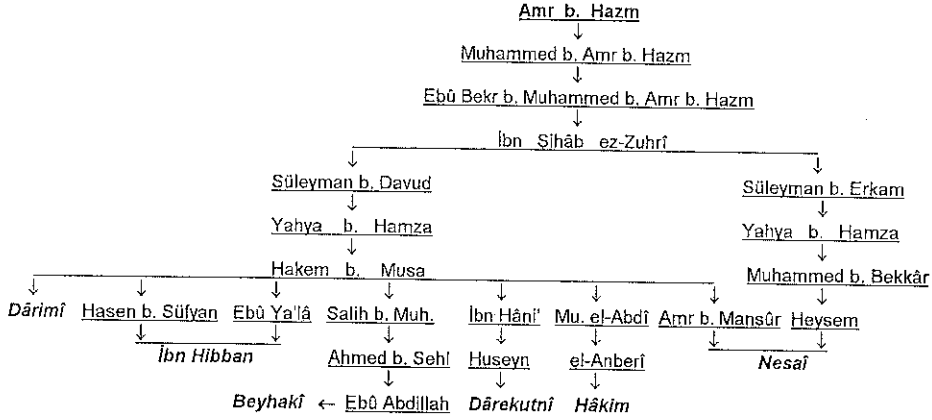 Amr b. Hazm
Muhammed b. Amr b. Hazm
Ebû Bekr b. Muhammed b. Amr b. Hazm
İbn Şihâb ez-Zuhrî
Süleyman b. Davud Süleyman b. Erkam
Yahya b. Hamza Yahya b. Hamza
Hakem b. Musa Muhammed b. Bekkâr
Dârimî Hasen b. Süfyan Ebû Ya'lâ Salih b. Muh. İbn Hâni' Mu. el-Abdî Amr b. Mansûr Heysem
İbn Hibban Ahmed b. Sehl Huseyn el-Anberî Nesaî
Beyhakî ← Ebû Abdillah Dârekutnî Hâkim